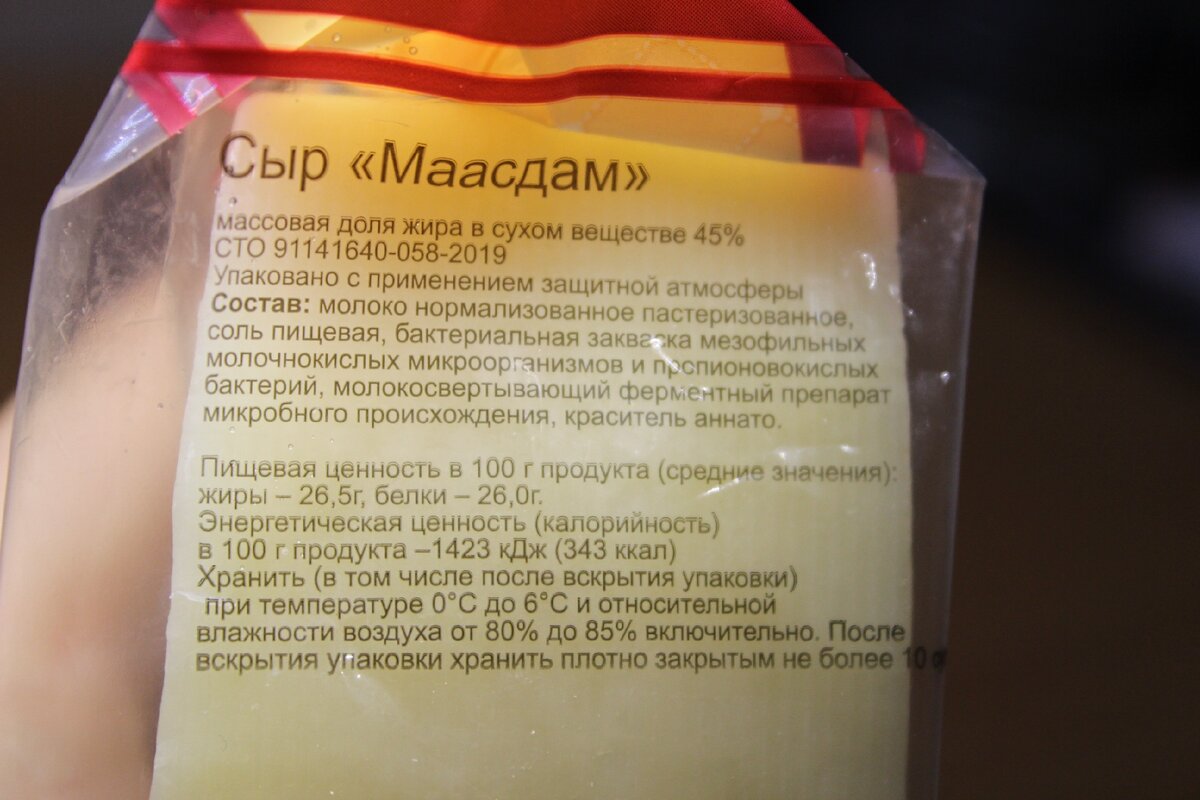 Сыр «Маасдам»
массовая доля жира в сухом веществе 45%
СТО 91141640-058-2019
Упаковано с применением защитной атмосферы
Состав: молоко нормализованное пастеризованное,
соль пищевая, бактериальная закваска мезофильных
молочнокислых микроорганизмов и прспионовокислых
бактерий, молокосвертывающий ферментный препарат
микробного происхождения, краситель аннато.
Пищевая ценность в 100 г продукта (средние значения):
жиры – 26,5г, белки – 26,0г.
Энергетическая ценность (калорийность)
в 100 г продукта –1423 кДж (343 ккал)
Хранить (в том числе после вскрытия упаковки)
при температуре 0°С до 6°С и относительной
влажности воздуха от 80% до 85% включительно. После
вскрытия упаковки хранить плотно закрытым не более 10